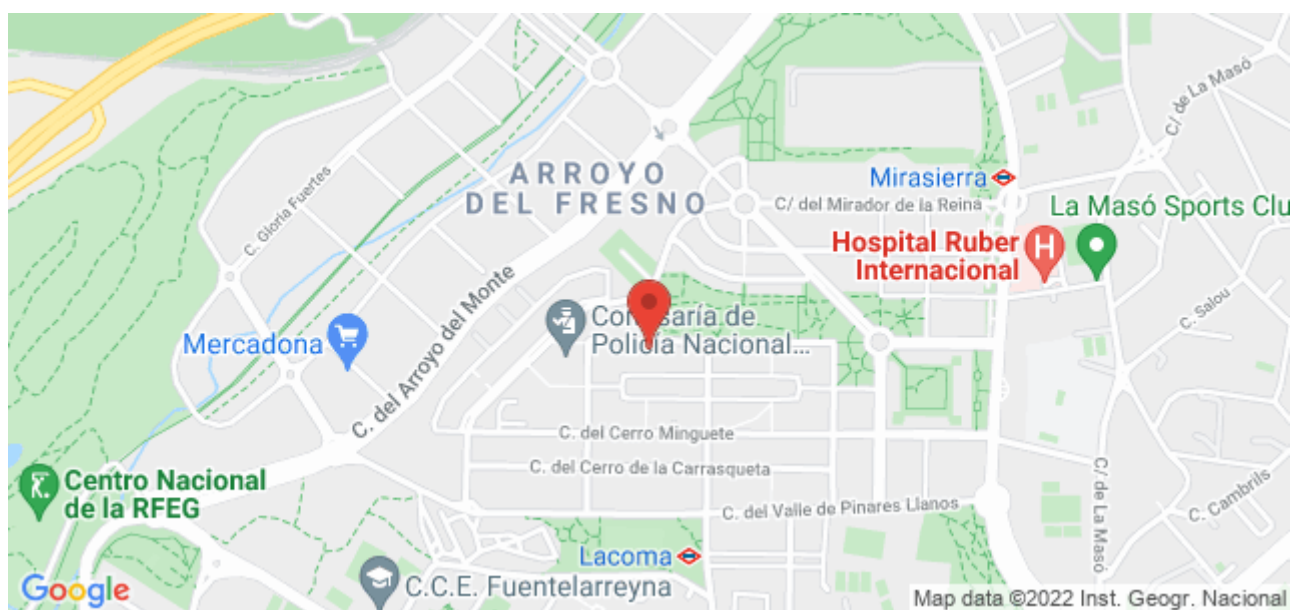 C/ de La Masó
ARROYO
DEL FRESNO
Mirasierra
C. Gloria Fuertes
C/ del Mirador de la Reina
La Masó Sports Clu
Hospital Ruber
Internacional
H
C. Salou
C. del Arroyo del Monte
Mercadona
Comisaría de
Policía Nacional...
C. del Cerro Minguete
C. del Cerro de la Carrasqueta
Centro Nacional
de la RFEG
C. del Valle de Pinares Llanos
C/ de La Masó
C. Cambrils
Lacoma
C.C.E. Fuentelarreyna
Google
Map data ©2022 Inst. Geogr. Nacional